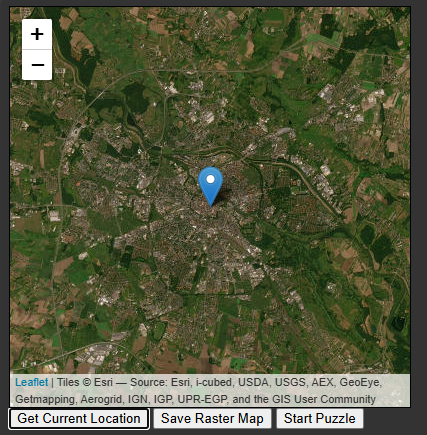 +
−
Leaflet | Tiles © Esri — Source: Esri, i-cubed, USDA, USGS, AEX, GeoEye,
Getmapping, Aerogrid, IGN, IGP, UPR-EGP, and the GIS User Community
Get Current Location Save Raster Map Start Puzzle